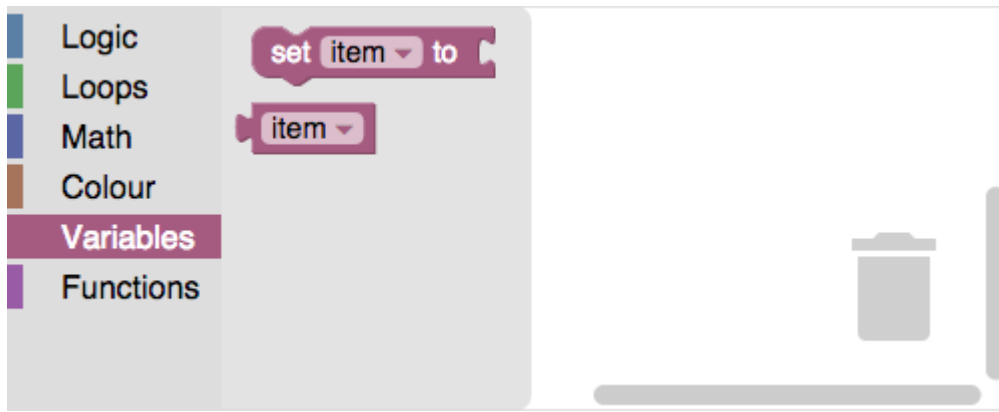 Logic
Loops
Math
Colour
Variables
Functions
set item to
item